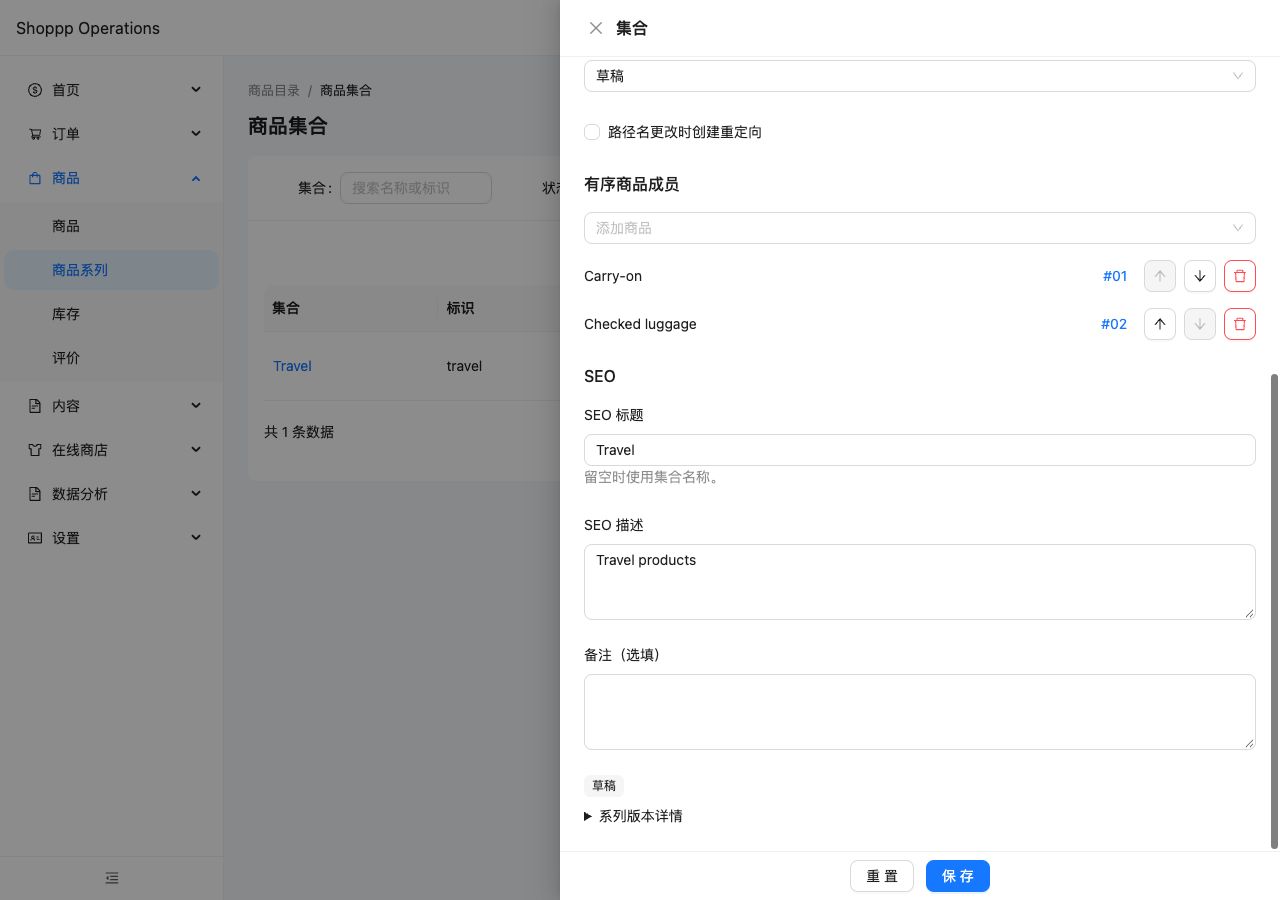 Shoppp Operations
首页
订单
商品
商品
商品系列
库存
评价
内容
在线商店
数据分析
设置
商品目录 / 商品集合
商品集合
集合: 搜索名称或标识
集合 标识
Travel travel
共 1 条数据
集合
草稿
路径名更改时创建重定向
有序商品成员
添加商品
Carry-on #01
Checked luggage #02
SEO
SEO 标题
Travel
留空时使用集合名称。
SEO 描述
Travel products
备注（选填）
草稿
系列版本详情
重 置 保 存